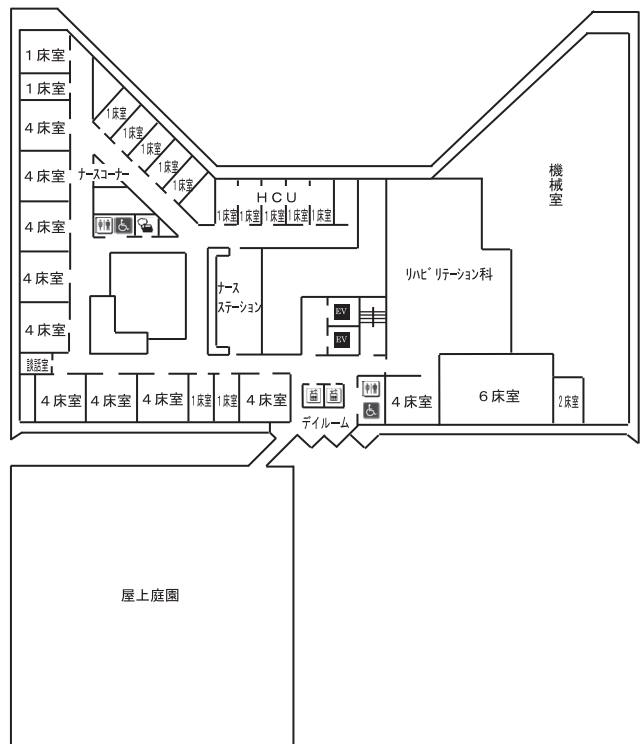 １床室
１床室
４床室
４床室
４床室
４床室
４床室
談話室
1床室
1床室
1床室
1床室
1床室
ナースコーナー
ＨＣＵ
1床室
1床室
1床室
1床室
1床室
機械室
リハビリテーション科
ナース
ステーション
EV
EV
４床室
４床室
４床室
1床室
1床室
４床室
デイルーム
４床室
６床室
2床室
屋上庭園